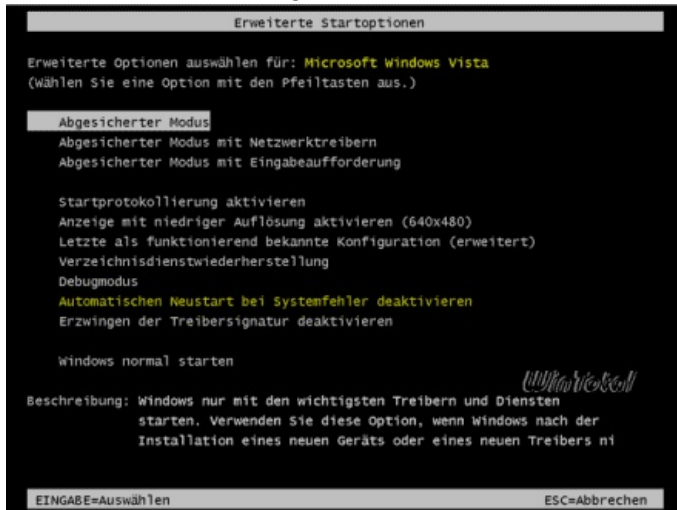 Erweiterte Startoptionen
Erweiterte Optionen auswählen für: Microsoft Windows Vista
(Wählen Sie eine Option mit den Pfeiltasten aus.)
Abgesicherter Modus
Abgesicherter Modus mit Netzwerktreibern
Abgesicherter Modus mit Eingabeaufforderung
Startprotokollierung aktivieren
Anzeige mit niedriger Auflösung aktivieren (640x480)
Letzte als funktionierend bekannte Konfiguration (erweitert)
Verzeichnisdienstwiederherstellung
Debugmodus
Automatischen Neustart bei Systemfehler deaktivieren
Erzwingen der Treibersignatur deaktivieren
Windows normal starten
Beschreibung: Windows nur mit den wichtigsten Treibern und Diensten
starten. Verwenden Sie diese Option, wenn Windows nach der
Installation eines neuen Geräts oder eines neuen Treibers ni
EINGABE=Auswählen ESC=Abbrechen